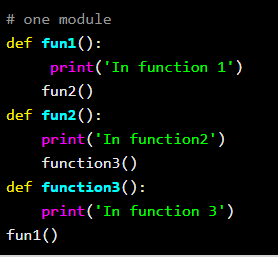 # one module
def fun1():
     print('In function 1')
    fun2()
def fun2():
    print('In function2')
    function3()
def function3():
    print('In function 3')
fun1()